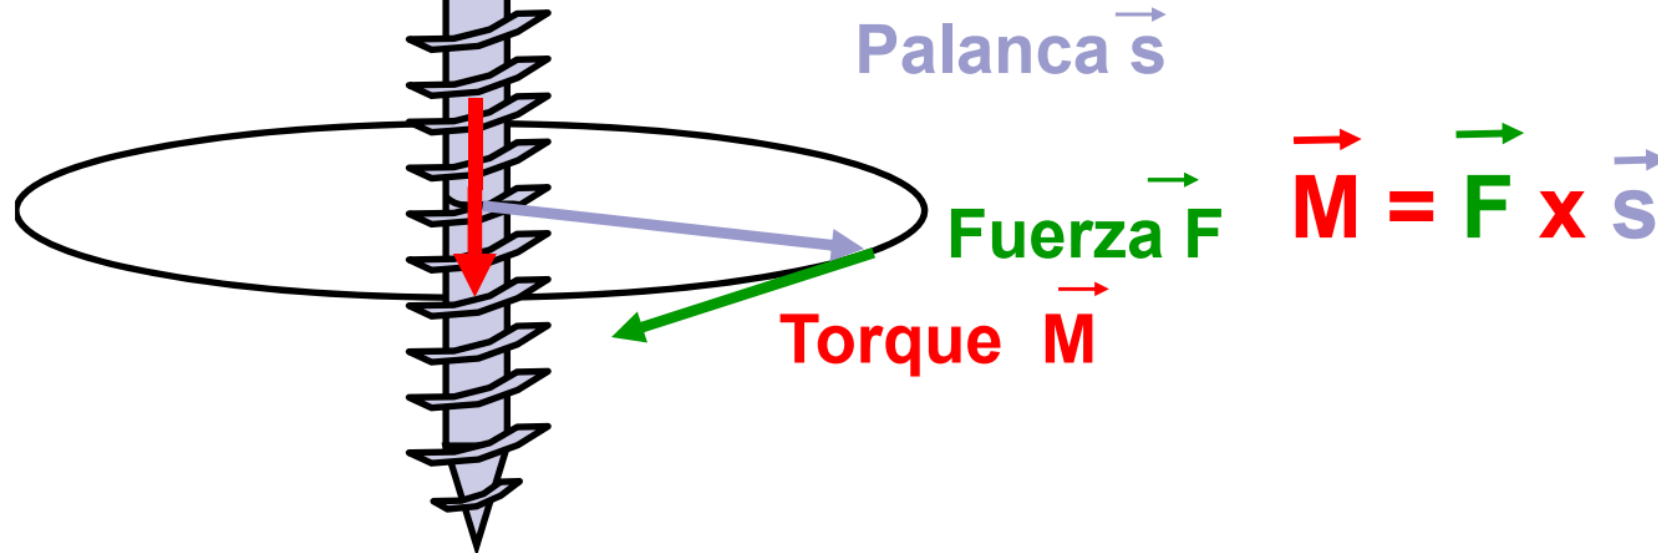 Palanca s
Fuerza F
Torque M
M = F x s